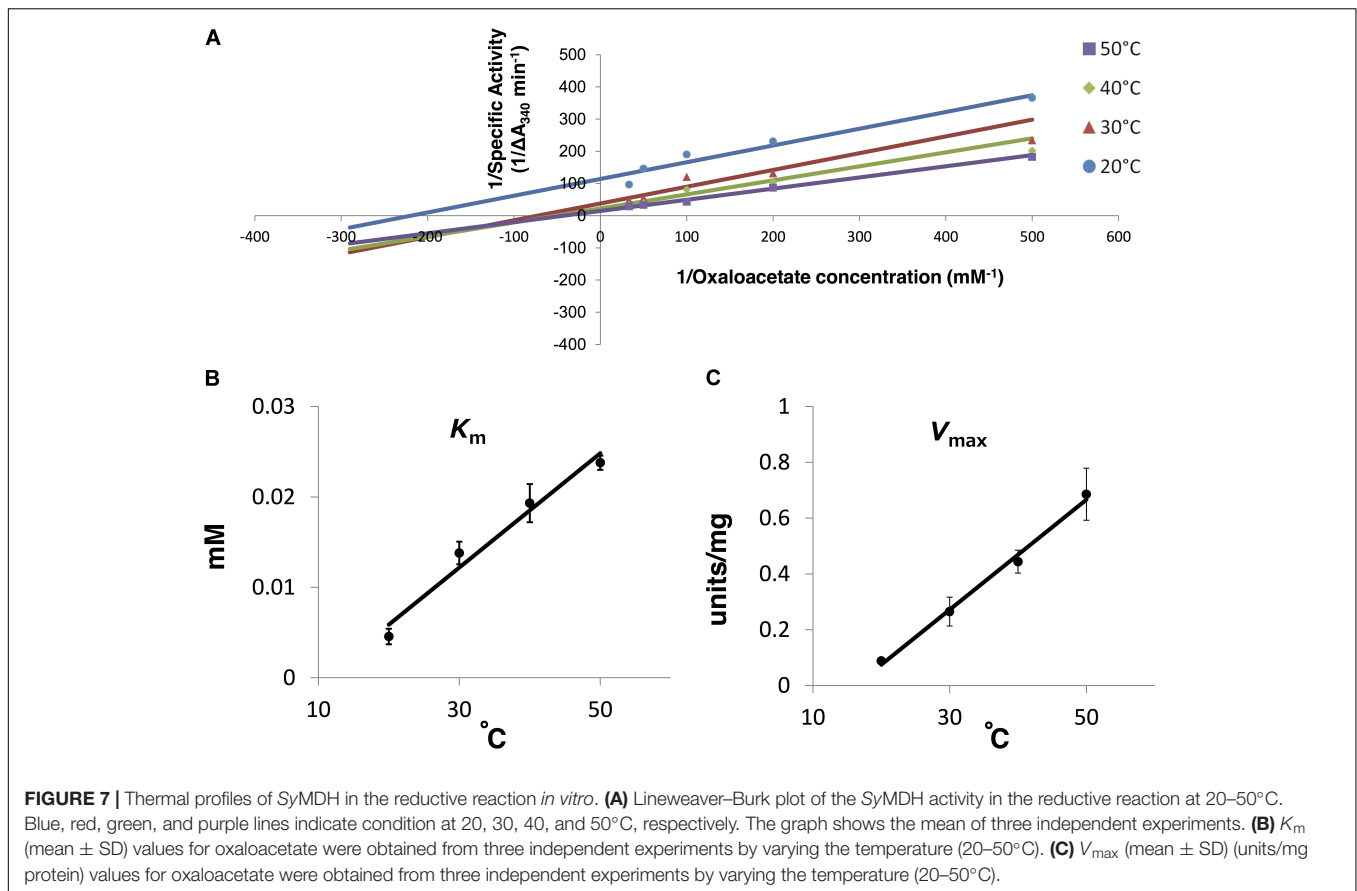 A
1/Specific Activity
(1/ΔA340 min-1)
500
400
300
200
100
0
-100
-200
-300
-400
-400
-300
-200
-100
0
100
200
300
400
500
600
1/Oxaloacetate concentration (mM-1)
50°C
40°C
30°C
20°C
B
Km
mM
0.03
0.02
0.01
0
10
30
50
°C
C
Vmax
units/mg
1
0.8
0.6
0.4
0.2
0
10
30
50
°C
FIGURE 7 | Thermal profiles of SyMDH in the reductive reaction in vitro. (A) Lineweaver–Burk plot of the SyMDH activity in the reductive reaction at 20–50°C.
Blue, red, green, and purple lines indicate condition at 20, 30, 40, and 50°C, respectively. The graph shows the mean of three independent experiments. (B) Km
(mean ± SD) values for oxaloacetate were obtained from three independent experiments by varying the temperature (20–50°C). (C) Vmax (mean ± SD) (units/mg
protein) values for oxaloacetate were obtained from three independent experiments by varying the temperature (20–50°C).